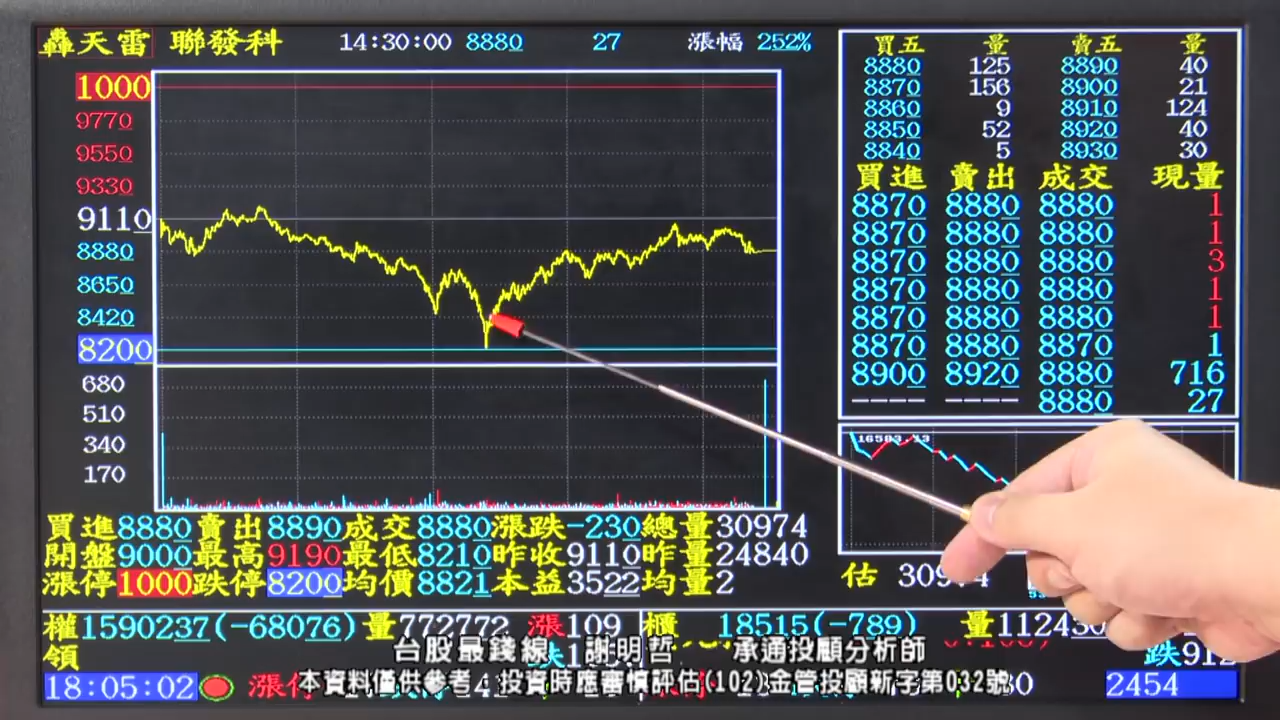 轟天雷 聯發科 14:30:00 8880 27 漲幅 252%
1000
9770
9550
9330
9110
8880
8650
8420
8200
680
510
340
170
買五 量 賣五 量
8880 125 8890 40
8870 156 8900 21
8860 9 8910 124
8850 52 8920 40
8840 5 8930 30
買進 賣出 成交 現量
8870 8880 8880 1
8870 8880 8880 1
8870 8880 8880 3
8870 8880 8880 1
8870 8880 8880 1
8870 8880 8870 1
8900 8920 8880 716
---- ---- 8880 27
買進8880賣出8890成交8880漲跌-230總量30974
開盤9000最高9190最低8210昨收9110昨量24840
漲停1000跌停8200均價8821本益3522均量2
估
權1590237(-68076)量772772 漲109 櫃 18515(-789) 量
領 跌 跌912
台股最錢線 謝明哲 承通投顧分析師
18:05:02 漲 2454
本資料僅供參考，投資時應審慎評估(102)金管投顧新字第032號